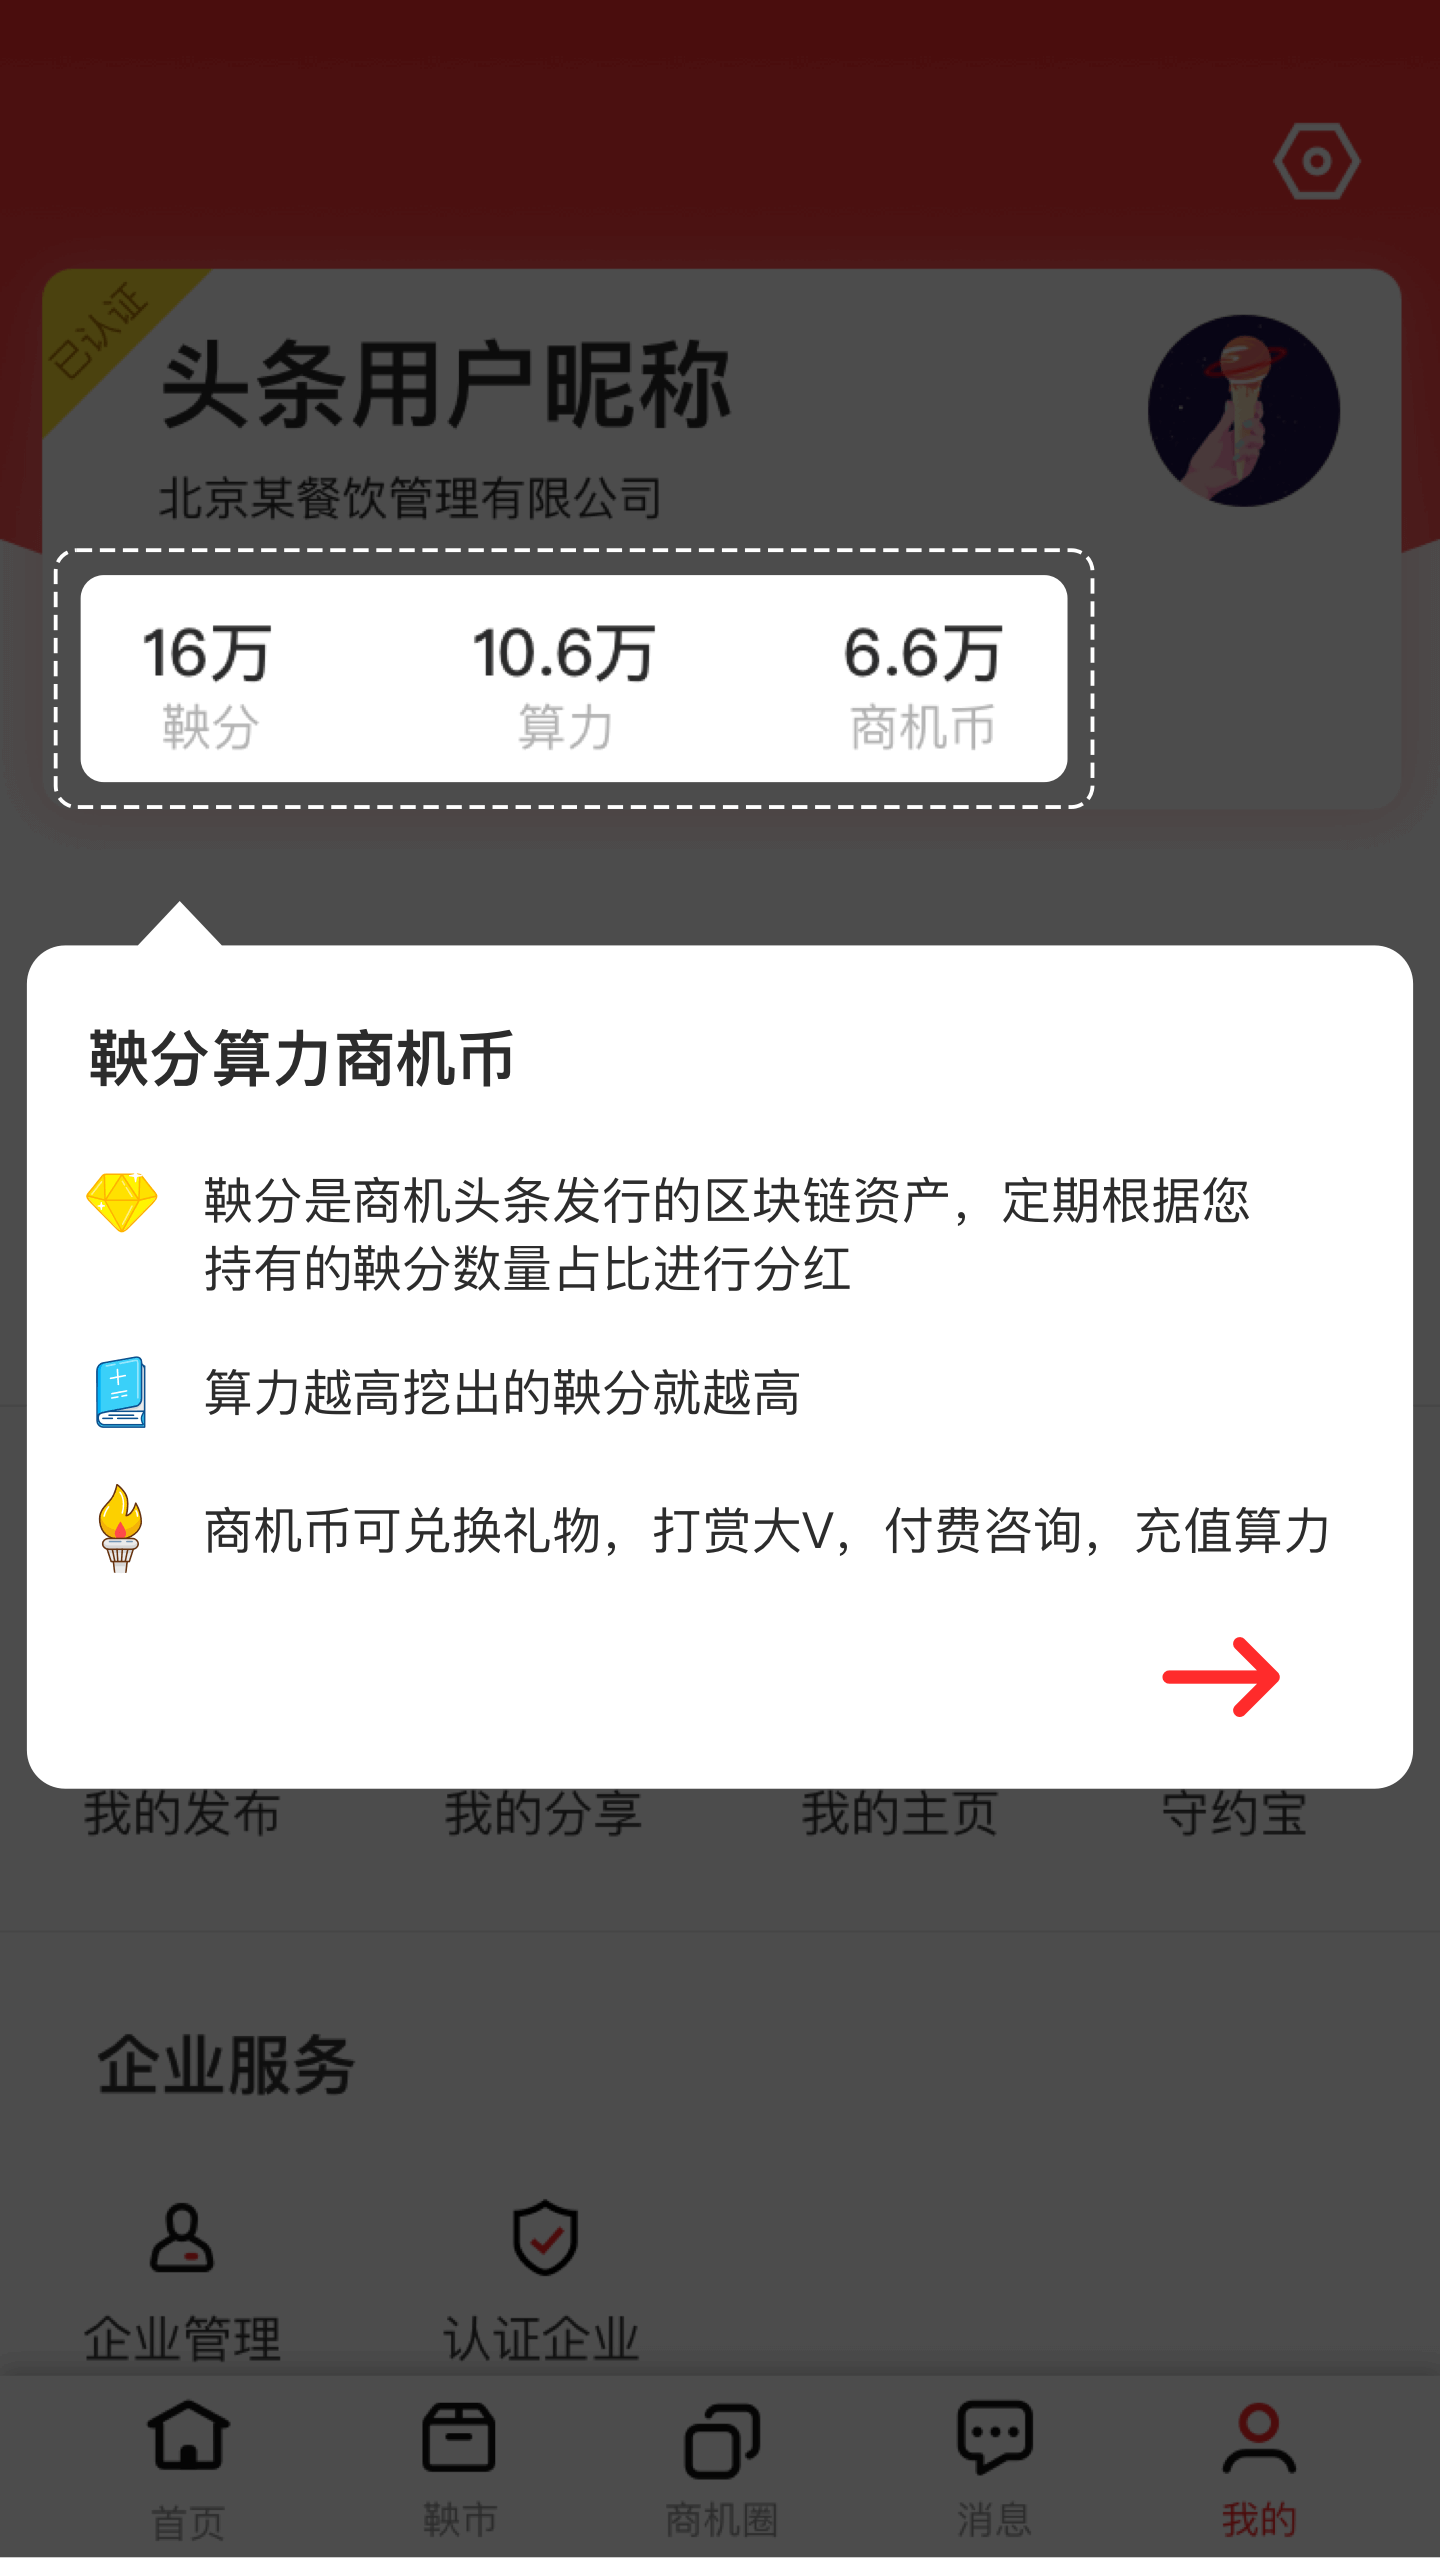 已认证
头条用户昵称
北京某餐饮管理有限公司
16万 10.6万 6.6万
鞅分 算力 商机币
鞅分算力商机币
鞅分是商机头条发行的区块链资产，定期根据您
持有的鞅分数量占比进行分红
算力越高挖出的鞅分就越高
商机币可兑换礼物，打赏大V，付费咨询，充值算力
我的发布 我的分享 我的主页 守约宝
企业服务
企业管理 认证企业
首页 鞅市 商机圈 消息 我的